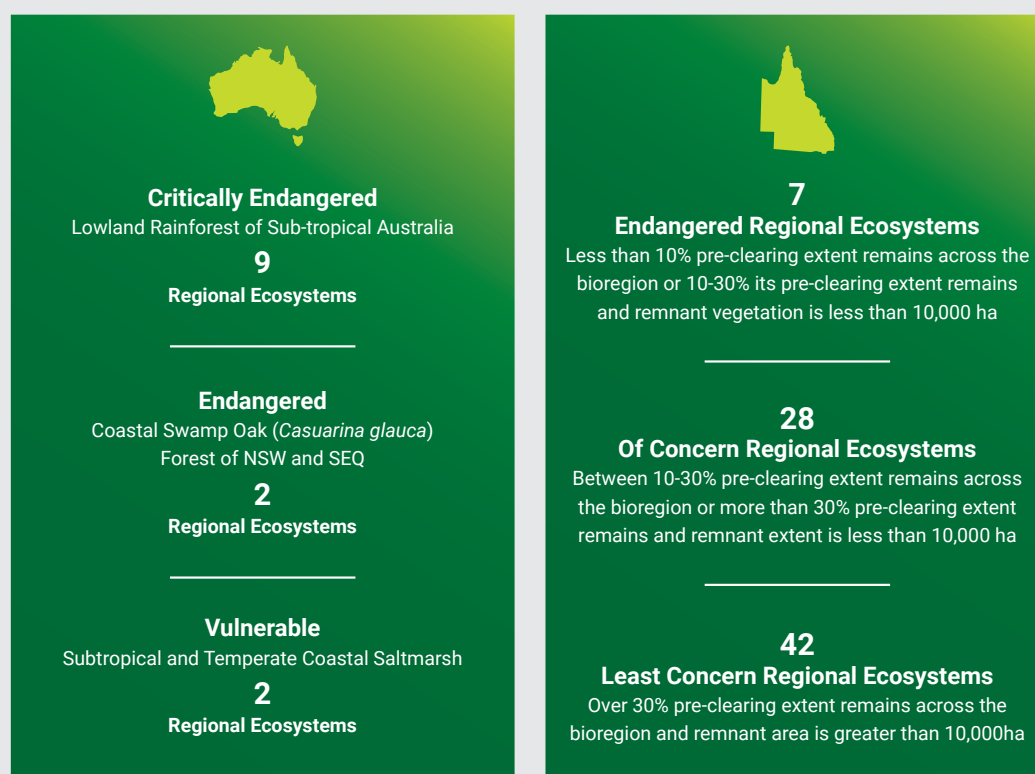 Critically Endangered
Lowland Rainforest of Sub-tropical Australia
9
Regional Ecosystems
Endangered
Coastal Swamp Oak (Casuarina glauca)
Forest of NSW and SEQ
2
Regional Ecosystems
Vulnerable
Subtropical and Temperate Coastal Saltmarsh
2
Regional Ecosystems
7
Endangered Regional Ecosystems
Less than 10% pre-clearing extent remains across the
bioregion or 10-30% its pre-clearing extent remains
and remnant vegetation is less than 10,000 ha
28
Of Concern Regional Ecosystems
Between 10-30% pre-clearing extent remains across
the bioregion or more than 30% pre-clearing extent
remains and remnant extent is less than 10,000 ha
42
Least Concern Regional Ecosystems
Over 30% pre-clearing extent remains across the
bioregion and remnant area is greater than 10,000ha